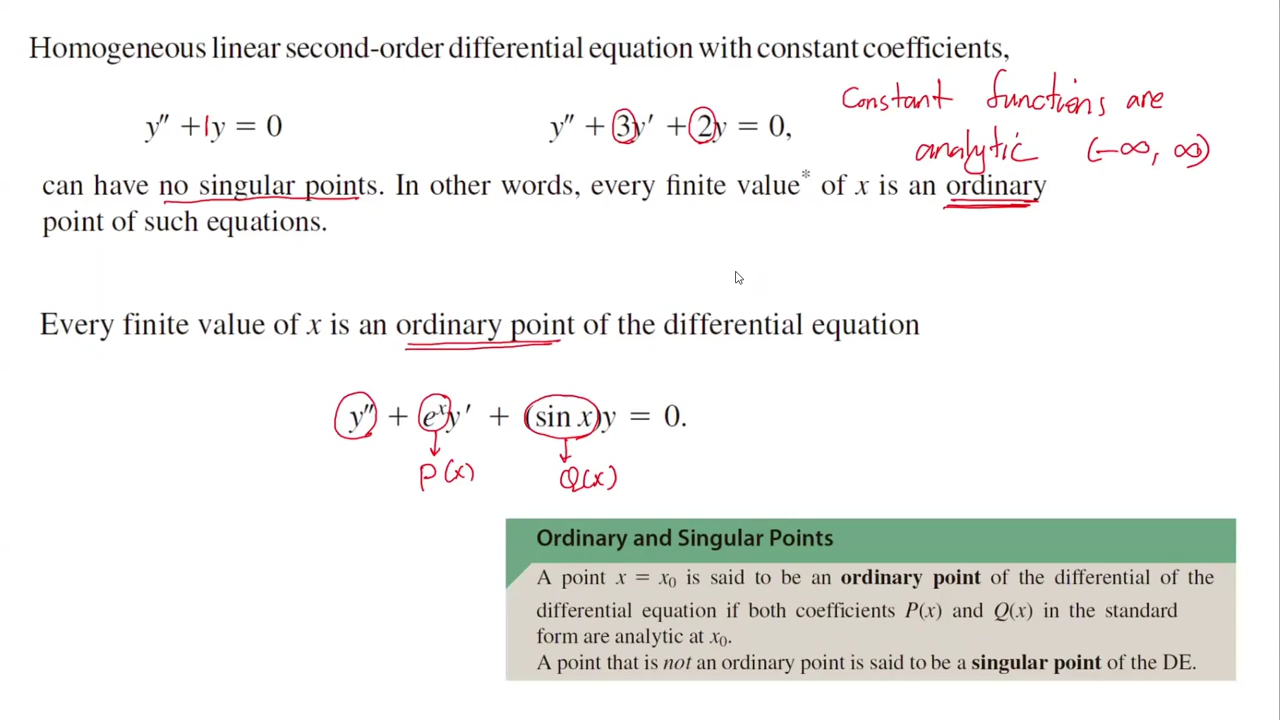 Homogeneous linear second-order differential equation with constant coefficients,
Constant functions are
y″ + 1y = 0    y″ + 3y′ + 2y = 0,
analytic (-∞, ∞)
can have no singular points. In other words, every finite value* of x is an ordinary
point of such equations.
Every finite value of x is an ordinary point of the differential equation
y″ + eˣy′ + (sin x)y = 0.
P(x)    Q(x)
Ordinary and Singular Points
A point x = x₀ is said to be an ordinary point of the differential of the
differential equation if both coefficients P(x) and Q(x) in the standard
form are analytic at x₀.
A point that is not an ordinary point is said to be a singular point of the DE.